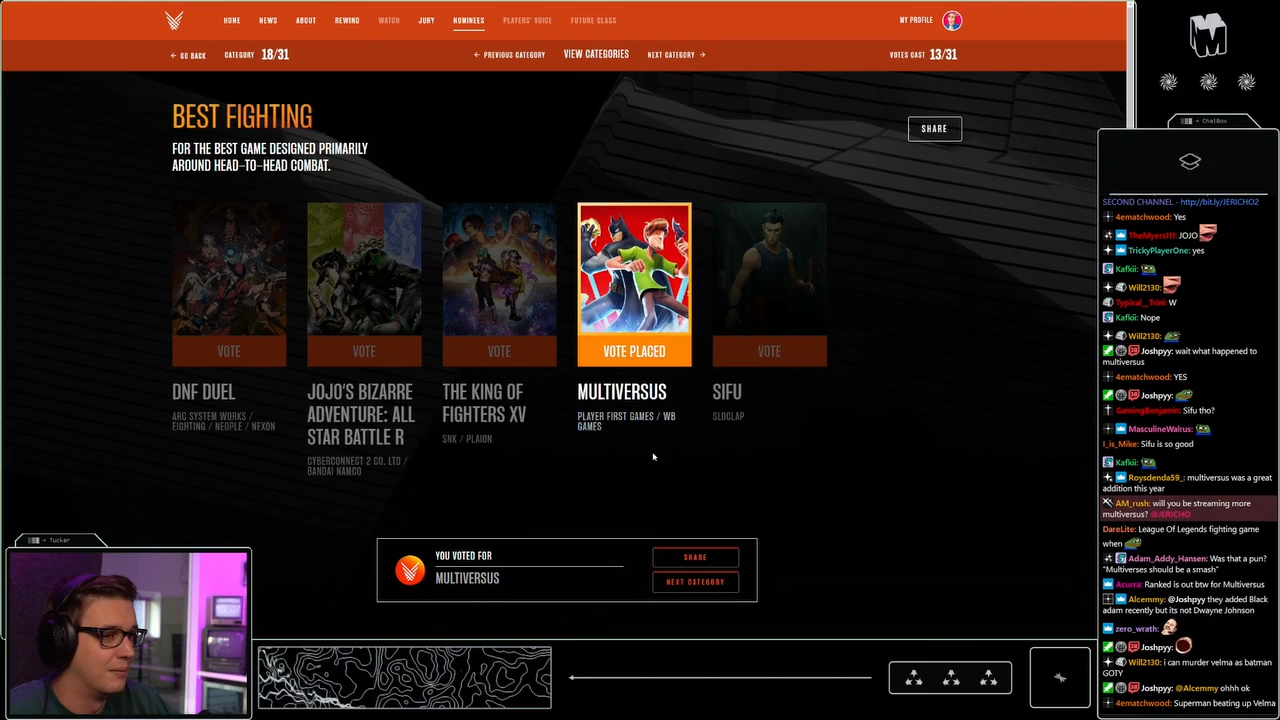 HOME
NEWS
ABOUT
REWIND
WATCH
JURY
NOMINEES
PLAYERS' VOICE
FUTURE CLASS
MY PROFILE
← GO BACK
CATEGORY 18/31
← PREVIOUS CATEGORY
VIEW CATEGORIES
NEXT CATEGORY →
VOTES CAST 13/31
BEST FIGHTING
FOR THE BEST GAME DESIGNED PRIMARILY
AROUND HEAD-TO-HEAD COMBAT.
SHARE
VOTE
VOTE
VOTE
VOTE PLACED
VOTE
DNF DUEL
ARC SYSTEM WORKS /
EIGHTING / NEOPLE / NEXON
JOJO'S BIZARRE
ADVENTURE: ALL
STAR BATTLE R
CYBERCONNECT 2 CO. LTD /
BANDAI NAMCO
THE KING OF
FIGHTERS XV
SNK / PLAION
MULTIVERSUS
PLAYER FIRST GAMES / WB
GAMES
SIFU
SLOCLAP
YOU VOTED FOR
MULTIVERSUS
SHARE
NEXT CATEGORY
→ Tucker
→ ChatBox
SECOND CHANNEL - http://bit.ly/JERICHO2
4ematchwood: Yes
TheMyers111: JOJO
TrickyPlayerOne: yes
Kafkii:
Will2130:
Typical__Trini: W
Kafkii: Nope
Will2130:
Joshpyy: wait what happened to
multiversus
4ematchwood: YES
Joshpyy:
GamingBenjamin: Sifu tho?
MasculineWalrus:
I_is_Mike: Sifu is so good
Kafkii:
Roysdenda59_: multiversus was a great
addition this year
AM_rush: will you be streaming more
multiversus? @JERICHO
DareLite: League Of Legends fighting game
when
Adam_Addy_Hansen: Was that a pun?
"Multiverses should be a smash"
Acurra: Ranked is out btw for Multiversus
Alcemmy: @Joshpyy they added Black
adam recently but its not Dwayne Johnson
zero_wrath:
Joshpyy:
Will2130: i can murder velma as batman
GOTY
Joshpyy: @Alcemmy ohhh ok
4ematchwood: Superman beating up Velma